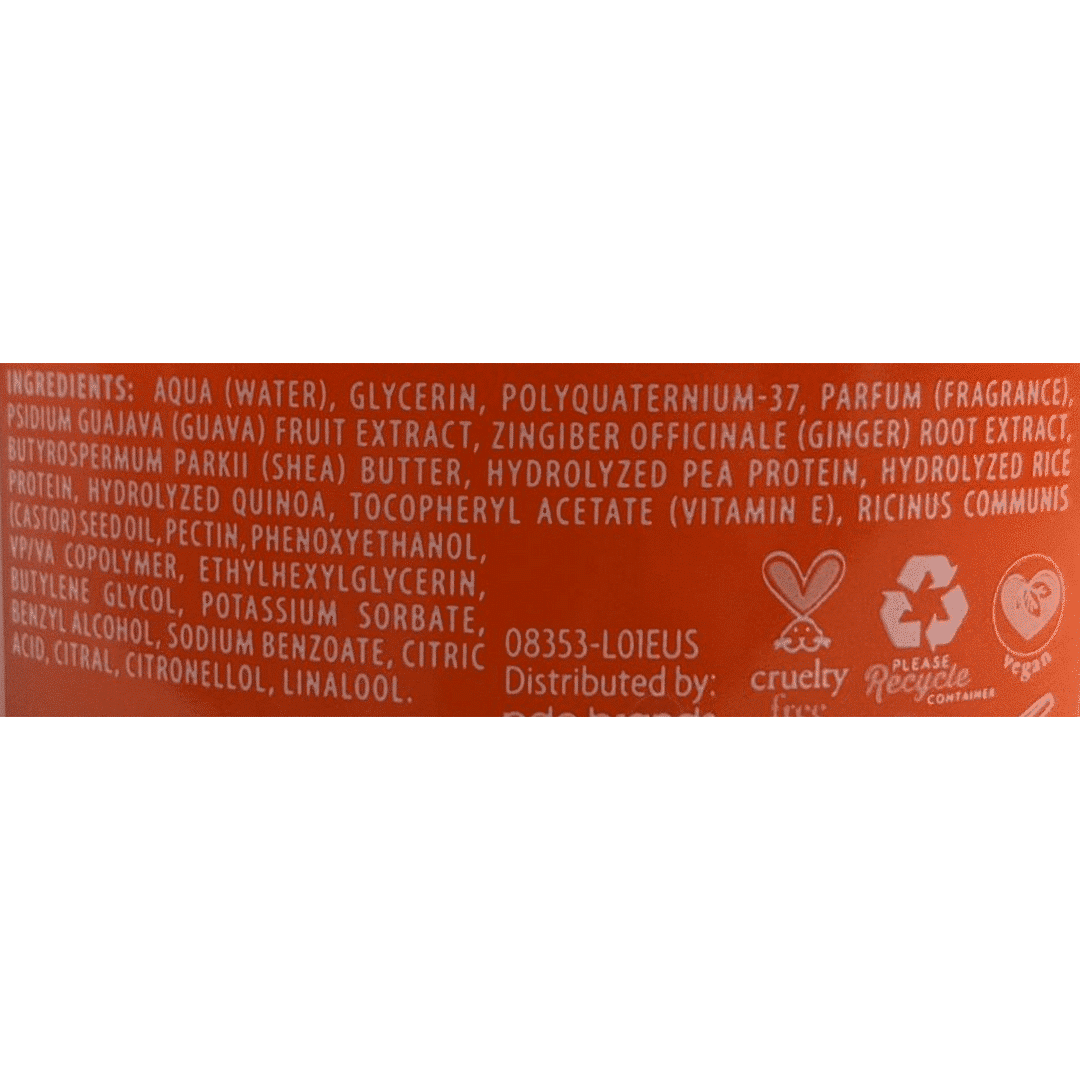 INGREDIENTS: AQUA (WATER), GLYCERIN, POLYQUATERNIUM-37, PARFUM (FRAGRANCE),
PSIDIUM GUAJAVA (GUAVA) FRUIT EXTRACT, ZINGIBER OFFICINALE (GINGER) ROOT EXTRACT,
BUTYROSPERMUM PARKII (SHEA) BUTTER, HYDROLYZED PEA PROTEIN, HYDROLYZED RICE
PROTEIN, HYDROLYZED QUINOA, TOCOPHERYL ACETATE (VITAMIN E), RICINUS COMMUNIS
(CASTOR) SEED OIL, PECTIN, PHENOXYETHANOL,
VP/VA COPOLYMER, ETHYLHEXYLGLYCERIN,
BUTYLENE GLYCOL, POTASSIUM SORBATE,
BENZYL ALCOHOL, SODIUM BENZOATE, CITRIC
ACID, CITRAL, CITRONELLOL, LINALOOL.
08353-L01EUS
Distributed by:
cruelty
free
PLEASE
Recycle
CONTAINER
vegan